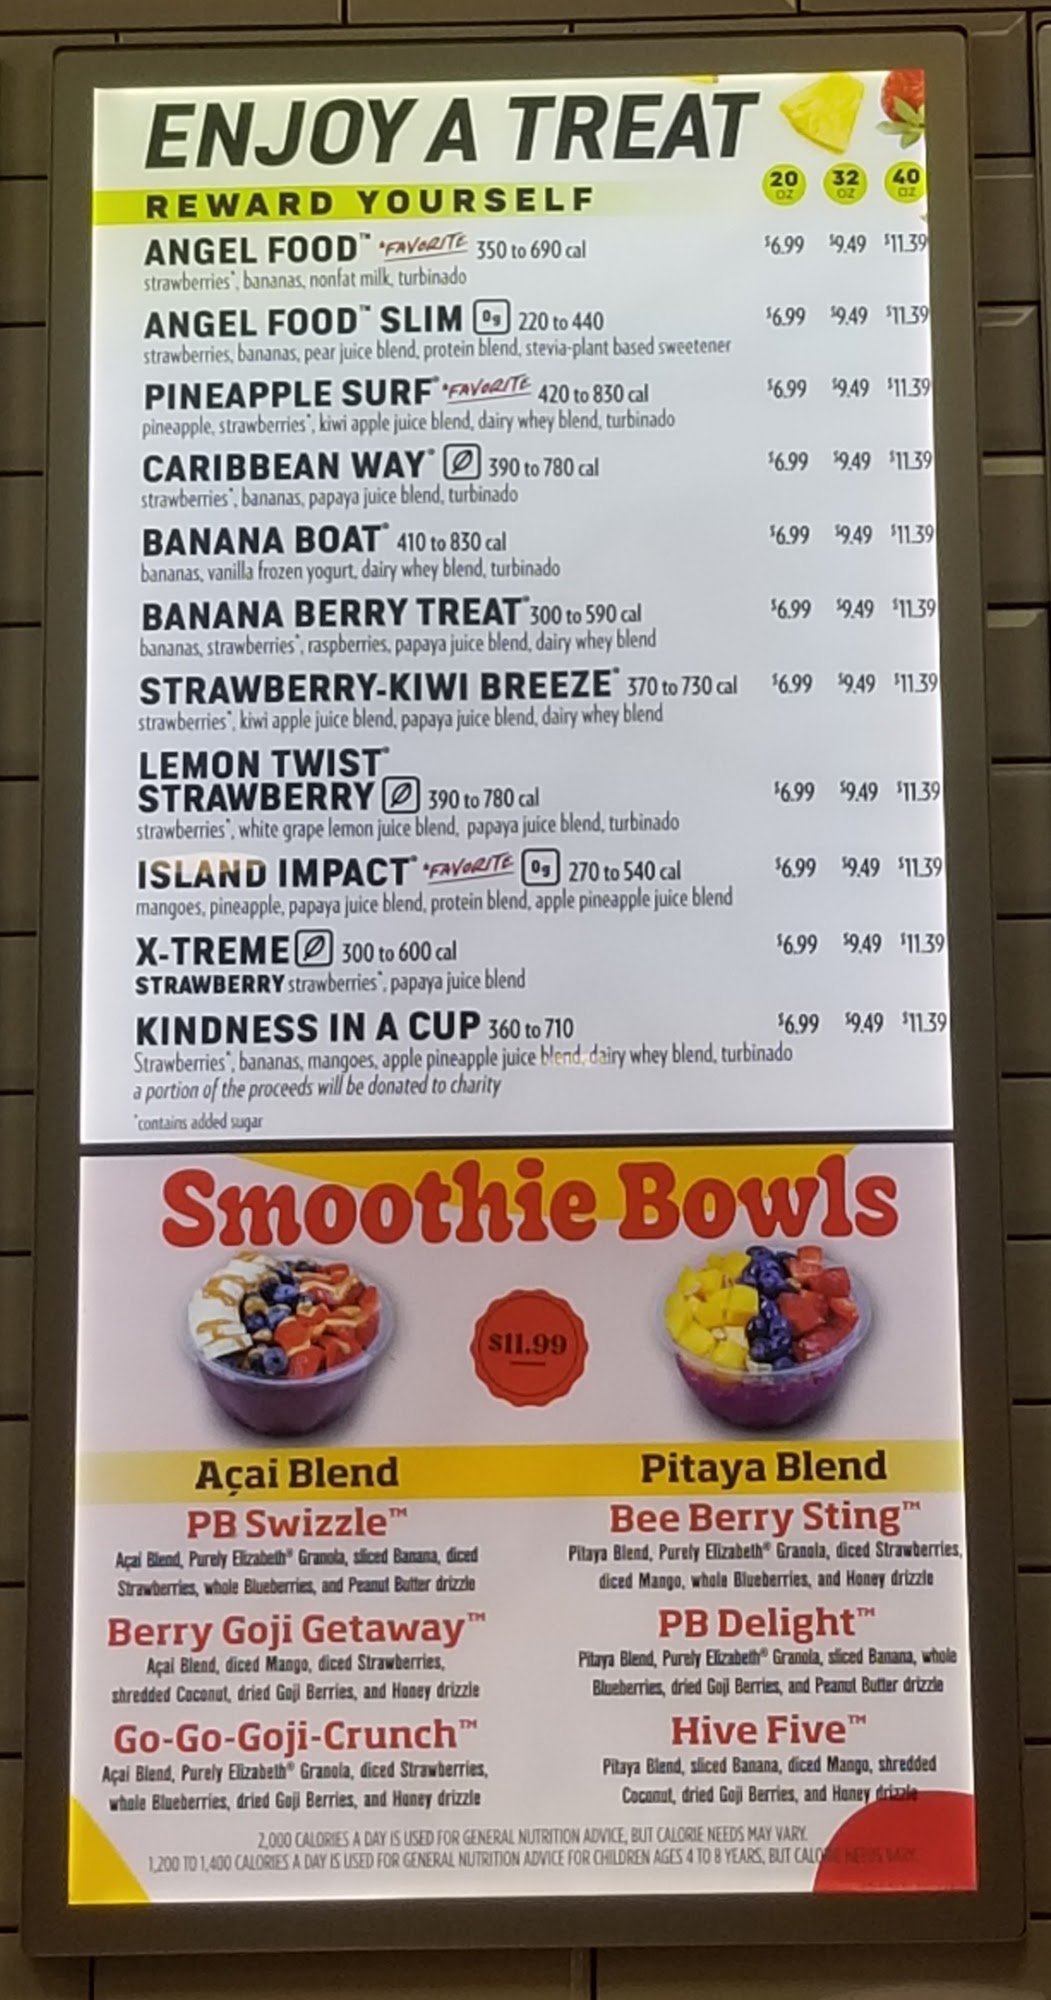 ENJOY A TREAT
20 OZ 32 OZ 40 OZ
REWARD YOURSELF
ANGEL FOOD™ *FAVORITE 350 to 690 cal $6.99 $9.49 $11.39
strawberries*, bananas, nonfat milk, turbinado
ANGEL FOOD™ SLIM 0g 220 to 440 $6.99 $9.49 $11.39
strawberries, bananas, pear juice blend, protein blend, stevia-plant based sweetener
PINEAPPLE SURF® *FAVORITE 420 to 830 cal $6.99 $9.49 $11.39
pineapple, strawberries*, kiwi apple juice blend, dairy whey blend, turbinado
CARIBBEAN WAY® 390 to 780 cal $6.99 $9.49 $11.39
strawberries*, bananas, papaya juice blend, turbinado
BANANA BOAT® 410 to 830 cal $6.99 $9.49 $11.39
bananas, vanilla frozen yogurt, dairy whey blend, turbinado
BANANA BERRY TREAT® 300 to 590 cal $6.99 $9.49 $11.39
bananas, strawberries*, raspberries, papaya juice blend, dairy whey blend
STRAWBERRY-KIWI BREEZE® 370 to 730 cal $6.99 $9.49 $11.39
strawberries*, kiwi apple juice blend, papaya juice blend, dairy whey blend
LEMON TWIST®
STRAWBERRY 390 to 780 cal $6.99 $9.49 $11.39
strawberries*, white grape lemon juice blend, papaya juice blend, turbinado
ISLAND IMPACT® *FAVORITE 0g 270 to 540 cal $6.99 $9.49 $11.39
mangoes, pineapple, papaya juice blend, protein blend, apple pineapple juice blend
X-TREME 300 to 600 cal $6.99 $9.49 $11.39
STRAWBERRY strawberries*, papaya juice blend
KINDNESS IN A CUP 360 to 710 $6.99 $9.49 $11.39
Strawberries*, bananas, mangoes, apple pineapple juice blend, dairy whey blend, turbinado
a portion of the proceeds will be donated to charity
*contains added sugar
Smoothie Bowls
$11.99
Açai Blend
PB Swizzle™
Açai Blend, Purely Elizabeth® Granola, sliced Banana, diced
Strawberries, whole Blueberries, and Peanut Butter drizzle
Berry Goji Getaway™
Açai Blend, diced Mango, diced Strawberries,
shredded Coconut, dried Goji Berries, and Honey drizzle
Go-Go-Goji-Crunch™
Açai Blend, Purely Elizabeth® Granola, diced Strawberries,
whole Blueberries, dried Goji Berries, and Honey drizzle
Pitaya Blend
Bee Berry Sting™
Pitaya Blend, Purely Elizabeth® Granola, diced Strawberries,
diced Mango, whole Blueberries, and Honey drizzle
PB Delight™
Pitaya Blend, Purely Elizabeth® Granola, sliced Banana, whole
Blueberries, dried Goji Berries, and Peanut Butter drizzle
Hive Five™
Pitaya Blend, sliced Banana, diced Mango, shredded
Coconut, dried Goji Berries, and Honey drizzle
2,000 CALORIES A DAY IS USED FOR GENERAL NUTRITION ADVICE, BUT CALORIE NEEDS MAY VARY.
1,200 TO 1,400 CALORIES A DAY IS USED FOR GENERAL NUTRITION ADVICE FOR CHILDREN AGES 4 TO 8 YEARS, BUT CALORIE NEEDS VARY.